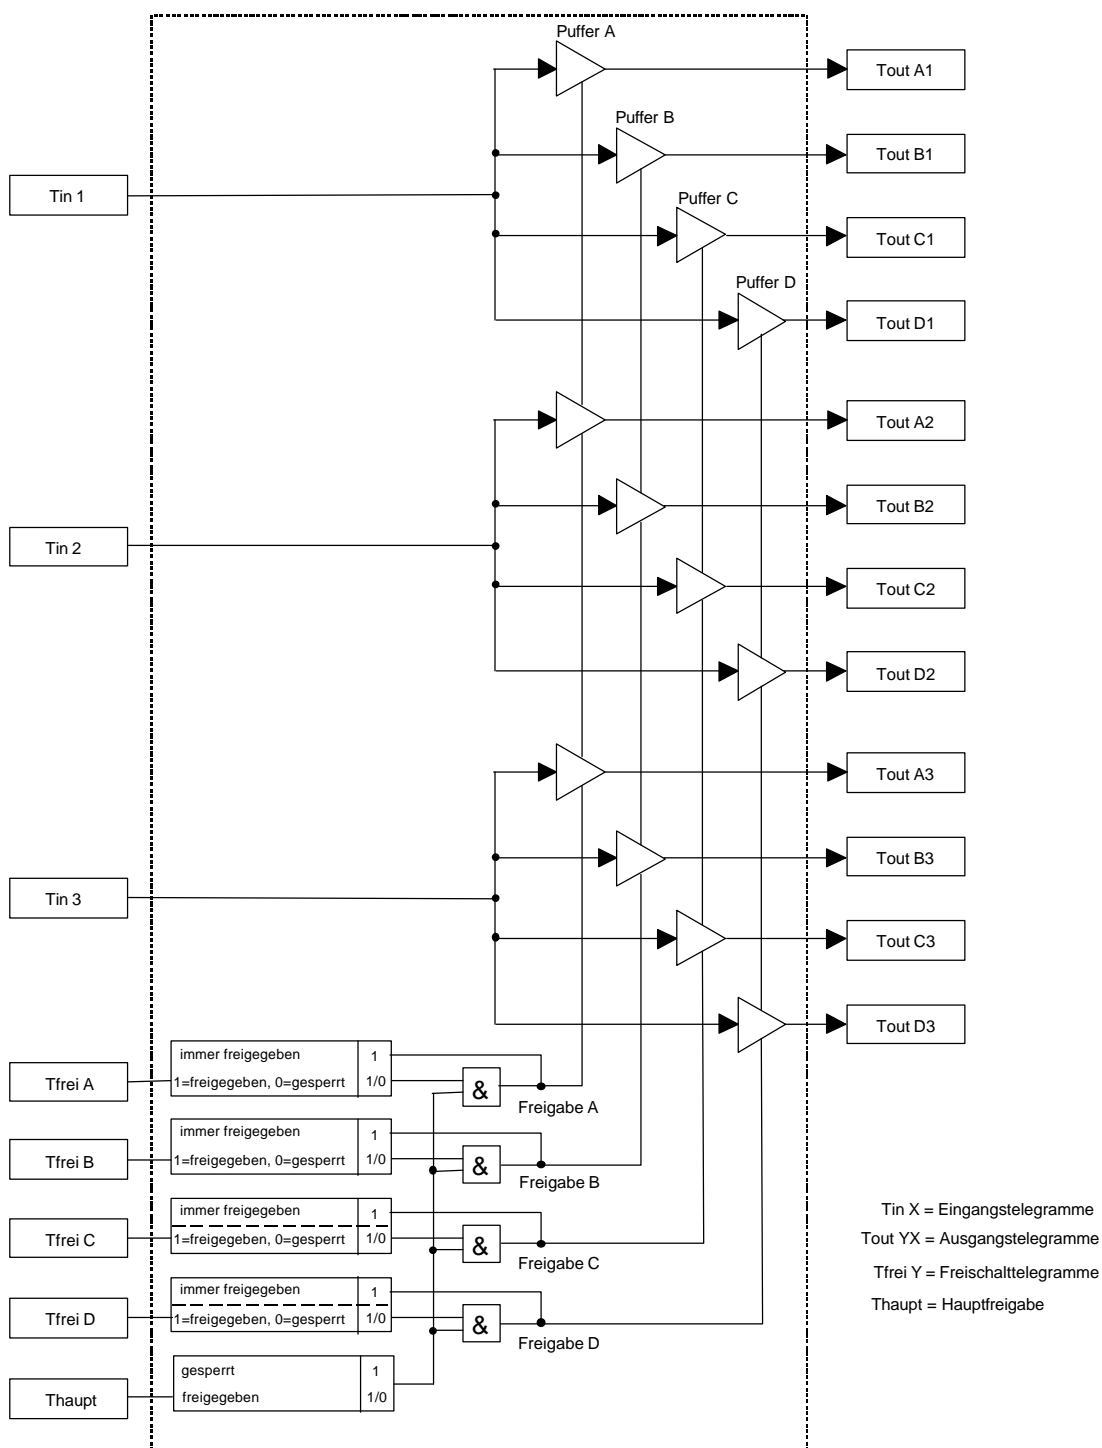 Puffer A
Tout A1
Puffer B
Tout B1
Tin 1
Puffer C
Tout C1
Puffer D
Tout D1
Tout A2
Tout B2
Tin 2
Tout C2
Tout D2
Tout A3
Tout B3
Tin 3
Tout C3
Tout D3
Tfrei A
immer freigegeben 1
1=freigegeben, 0=gesperrt 1/0
&
Freigabe A
Tfrei B
immer freigegeben 1
1=freigegeben, 0=gesperrt 1/0
&
Freigabe B
Tfrei C
immer freigegeben 1
1=freigegeben, 0=gesperrt 1/0
&
Freigabe C
Tfrei D
immer freigegeben 1
1=freigegeben, 0=gesperrt 1/0
&
Freigabe D
Thaupt
gesperrt 1
freigegeben 1/0
Tin X = Eingangstelegramme
Tout YX = Ausgangstelegramme
Tfrei Y = Freischalttelegramme
Thaupt = Hauptfreigabe